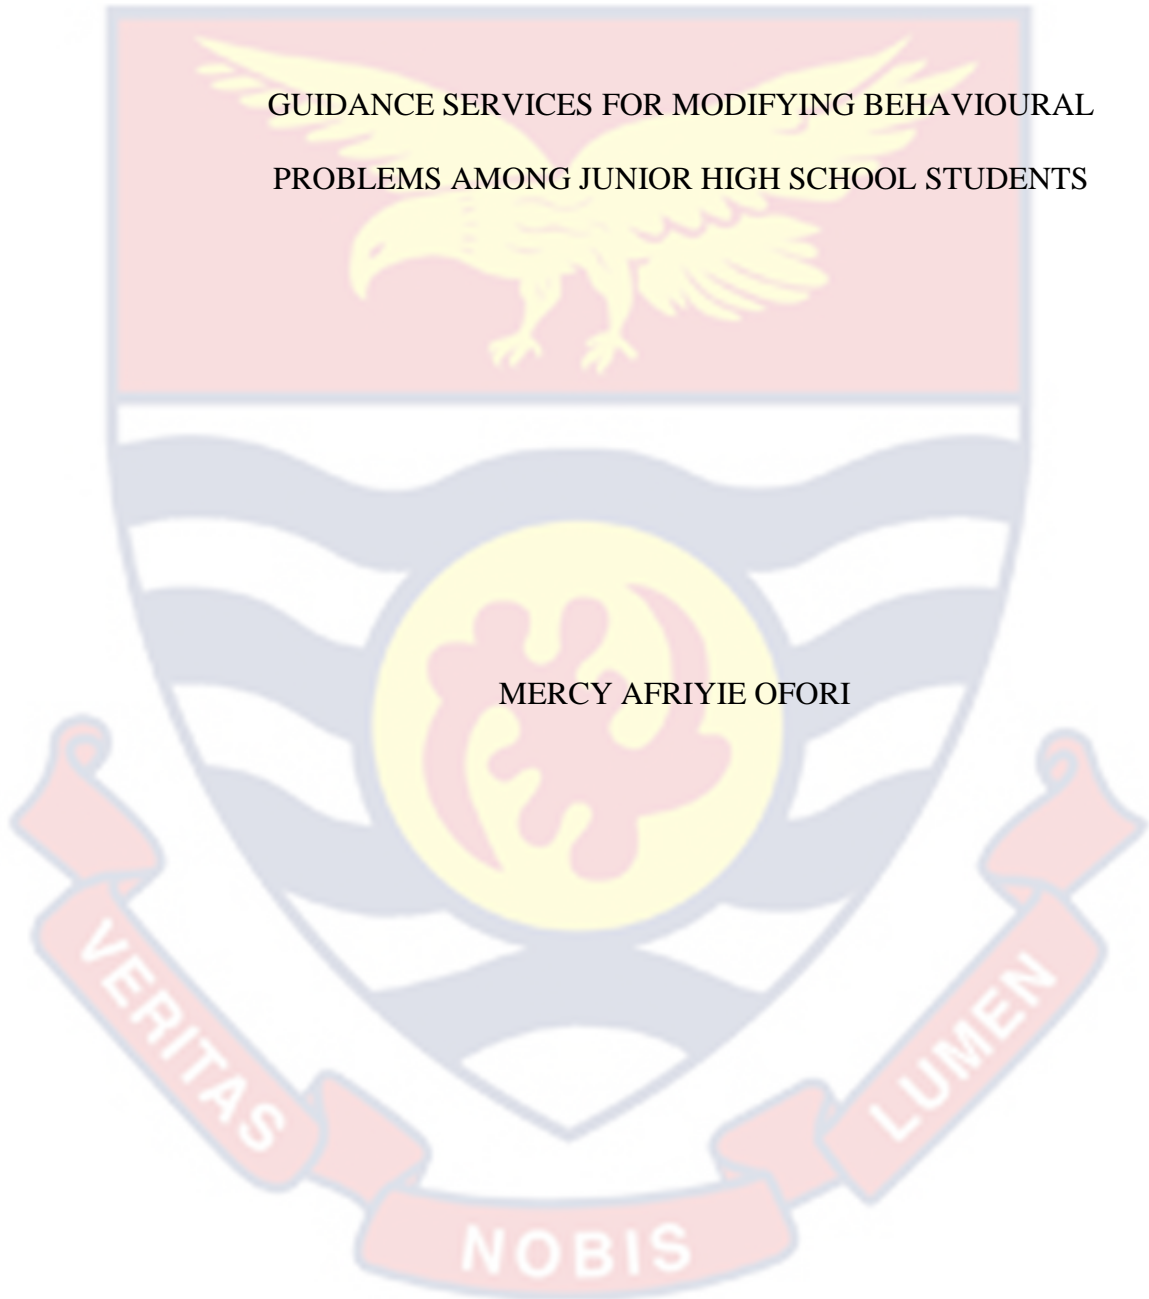 GUIDANCE SERVICES FOR MODIFYING BEHAVIOURAL
PROBLEMS AMONG JUNIOR HIGH SCHOOL STUDENTS
MERCY AFRIYIE OFORI
VERITAS
NOBIS
LUMEN